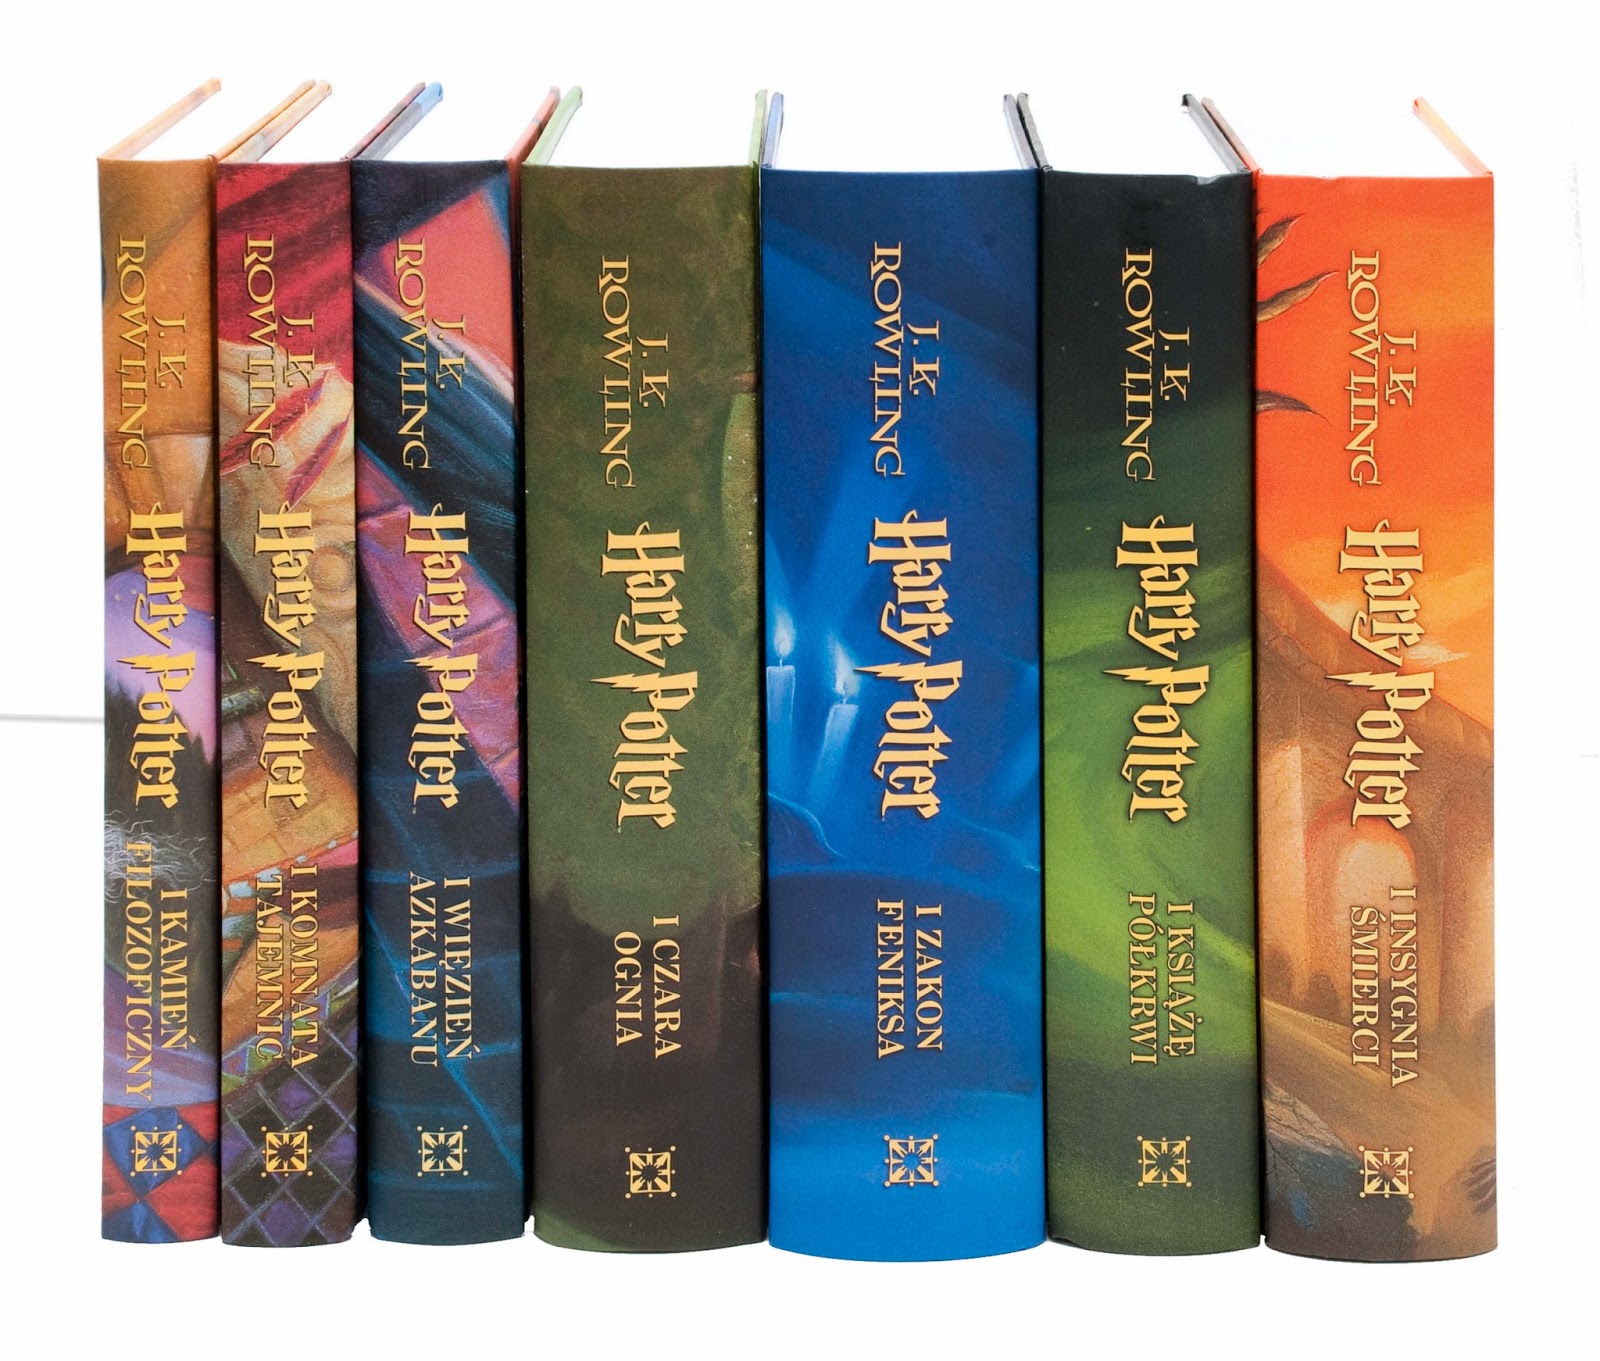 J. K.
ROWLING
Harry Potter
I KAMIEŃ
FILOZOFICZNY
J. K.
ROWLING
Harry Potter
I KOMNATA
TAJEMNIC
J. K.
ROWLING
Harry Potter
I WIĘZIEŃ
AZKABANU
J. K.
ROWLING
Harry Potter
I CZARA
OGNIA
J. K.
ROWLING
Harry Potter
I ZAKON
FENIKSA
J. K.
ROWLING
Harry Potter
I KSIĄŻĘ
PÓŁKRWI
J. K.
ROWLING
Harry Potter
I INSYGNIA
ŚMIERCI